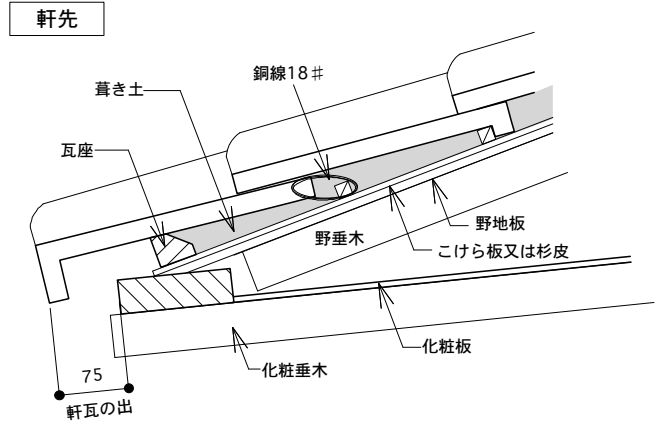 軒先
銅線18＃
葺き土
瓦座
野地板
野垂木
こけら板又は杉皮
化粧板
化粧垂木
75
軒瓦の出